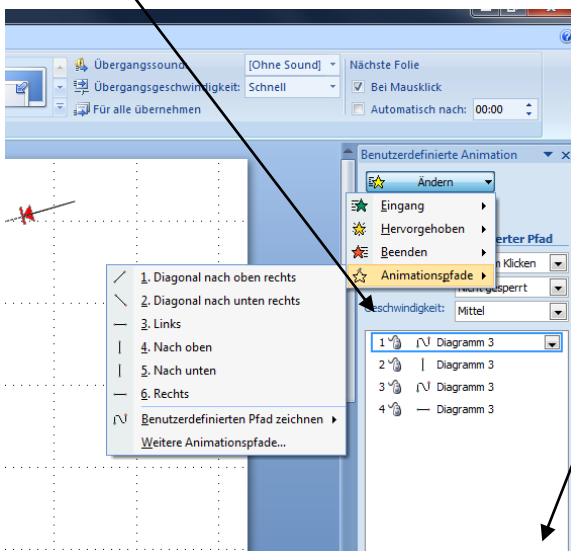 Übergangssound: [Ohne Sound]
Übergangsgeschwindigkeit: Schnell
Für alle übernehmen
Nächste Folie
Bei Mausklick
Automatisch nach: 00:00
Benutzerdefinierte Animation
Ändern
Eingang
Hervorgehoben
Beenden
Animationspfade
erter Pfad
Klicken
Nicht gesperrt
Geschwindigkeit: Mittel
1. Diagonal nach oben rechts
2. Diagonal nach unten rechts
3. Links
4. Nach oben
5. Nach unten
6. Rechts
Benutzerdefinierten Pfad zeichnen
Weitere Animationspfade...
1 Diagramm 3
2 Diagramm 3
3 Diagramm 3
4 Diagramm 3